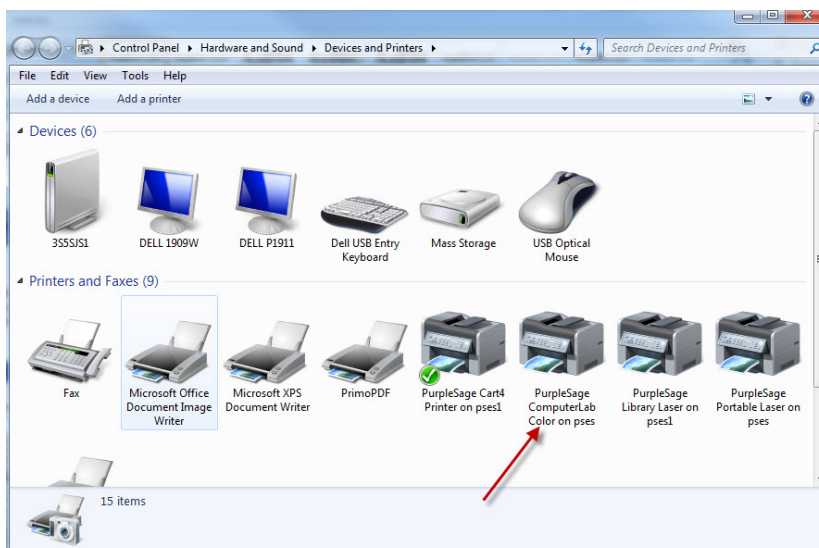 Control Panel Hardware and Sound Devices and Printers
Search Devices and Printers
File Edit View Tools Help
Add a device Add a printer
Devices (6)
3S5SJS1
DELL 1909W
DELL P1911
Dell USB Entry
Keyboard
Mass Storage
USB Optical
Mouse
Printers and Faxes (9)
Fax
Microsoft Office
Document Image
Writer
Microsoft XPS
Document Writer
PrimoPDF
PurpleSage Cart4
Printer on pses1
PurpleSage
ComputerLab
Color on pses
PurpleSage
Library Laser on
pses1
PurpleSage
Portable Laser on
pses
15 items